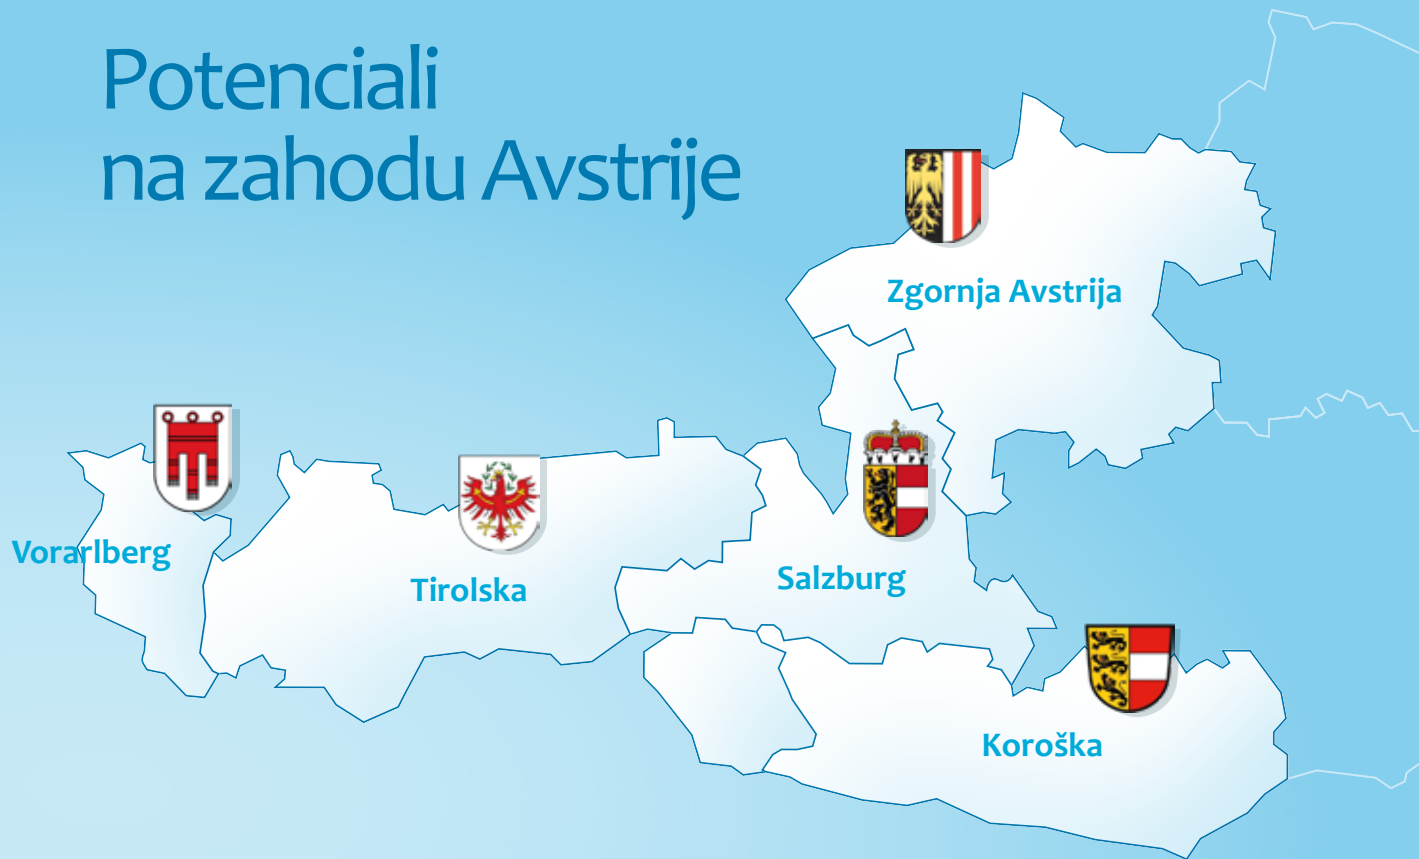 Potenciali
na zahodu Avstrije
Zgornja Avstrija
Vorarlberg
Tirolska
Salzburg
Koroška